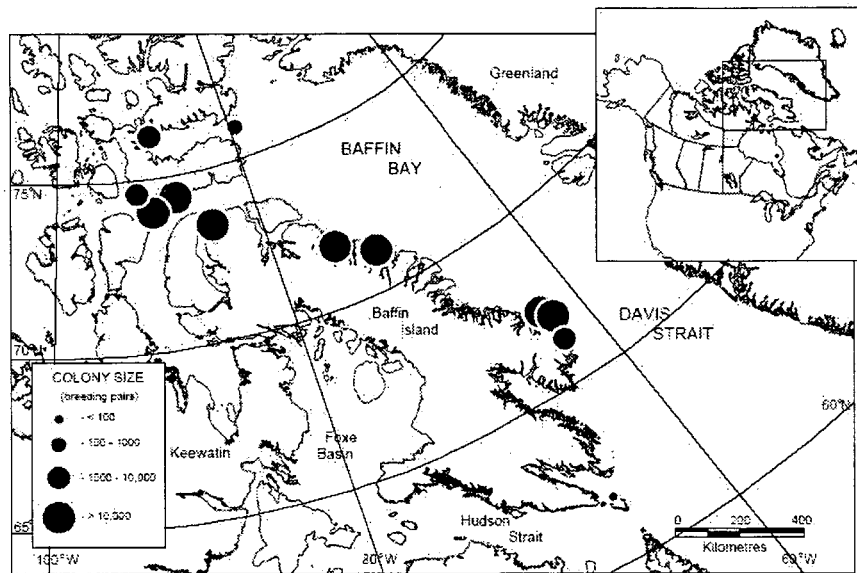 Greenland
BAFFIN
BAY
75°N
DAVIS
STRAIT
Baffin
Island
70°N
COLONY SIZE
(breeding pairs)
- < 100
- 100 - 1000
- 1000 - 10,000
- > 10,000
Keewatin
Foxe
Basin
60°N
65°N
Hudson
Strait
0 200 400
Kilometres
100°W
80°W
60°W